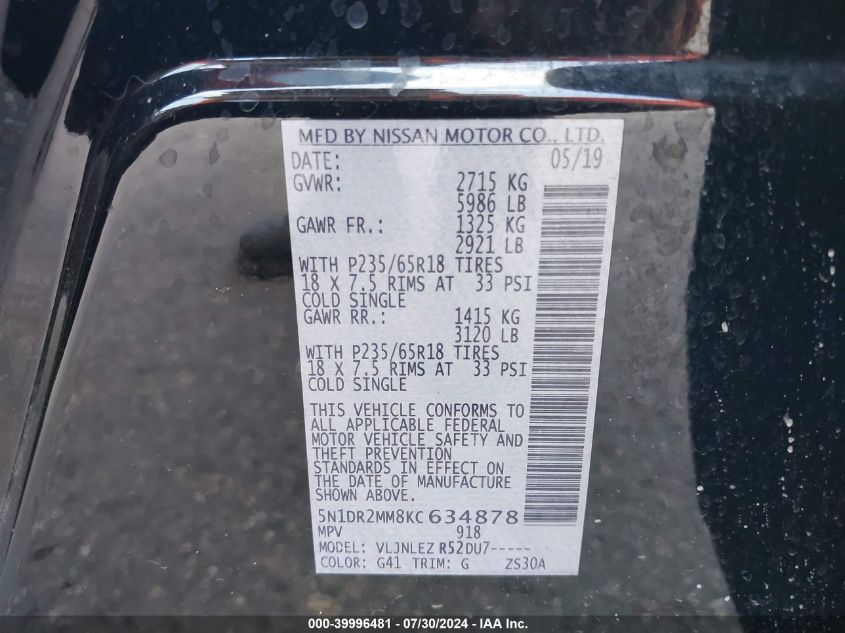 MFD BY NISSAN MOTOR CO., LTD.
DATE: 05/19
GVWR: 2715 KG
5986 LB
GAWR FR.: 1325 KG
2921 LB
WITH P235/65R18 TIRES
18 X 7.5 RIMS AT 33 PSI
COLD SINGLE
GAWR RR.: 1415 KG
3120 LB
WITH P235/65R18 TIRES
18 X 7.5 RIMS AT 33 PSI
COLD SINGLE
THIS VEHICLE CONFORMS TO
ALL APPLICABLE FEDERAL
MOTOR VEHICLE SAFETY AND
THEFT PREVENTION
STANDARDS IN EFFECT ON
THE DATE OF MANUFACTURE
SHOWN ABOVE.
5N1DR2MM8KC634878
MPV 918
MODEL: VLJNLEZ R52DU7-----
COLOR: G41 TRIM: G ZS30A
000-39996481 - 07/30/2024 - IAA Inc.